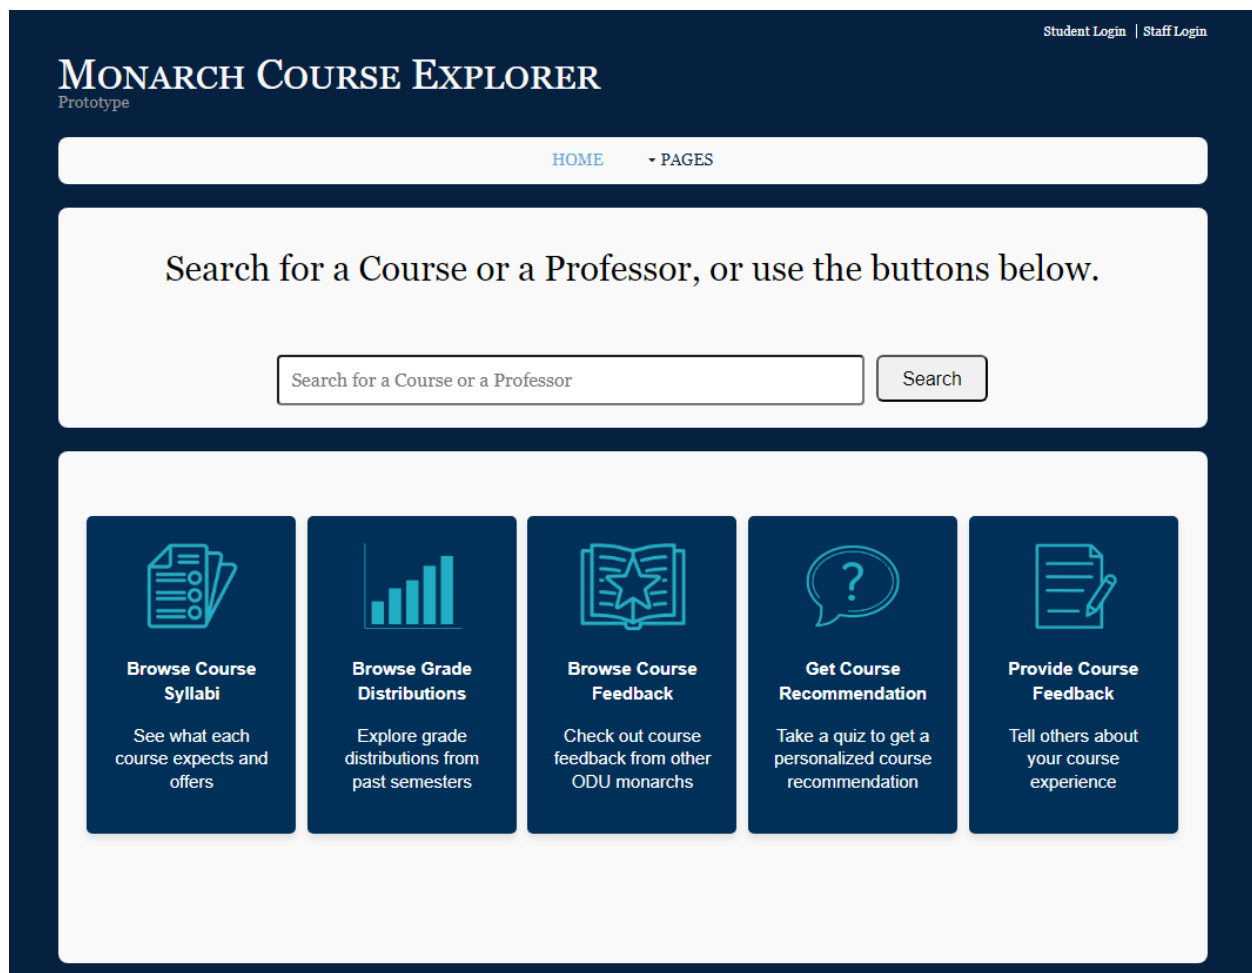 Student Login | Staff Login
MONARCH COURSE EXPLORER
Prototype
HOME PAGES
Search for a Course or a Professor, or use the buttons below.
Search for a Course or a Professor Search
Browse Course
Syllabi
See what each
course expects and
offers
Browse Grade
Distributions
Explore grade
distributions from
past semesters
Browse Course
Feedback
Check out course
feedback from other
ODU monarchs
?
Get Course
Recommendation
Take a quiz to get a
personalized course
recommendation
Provide Course
Feedback
Tell others about
your course
experience